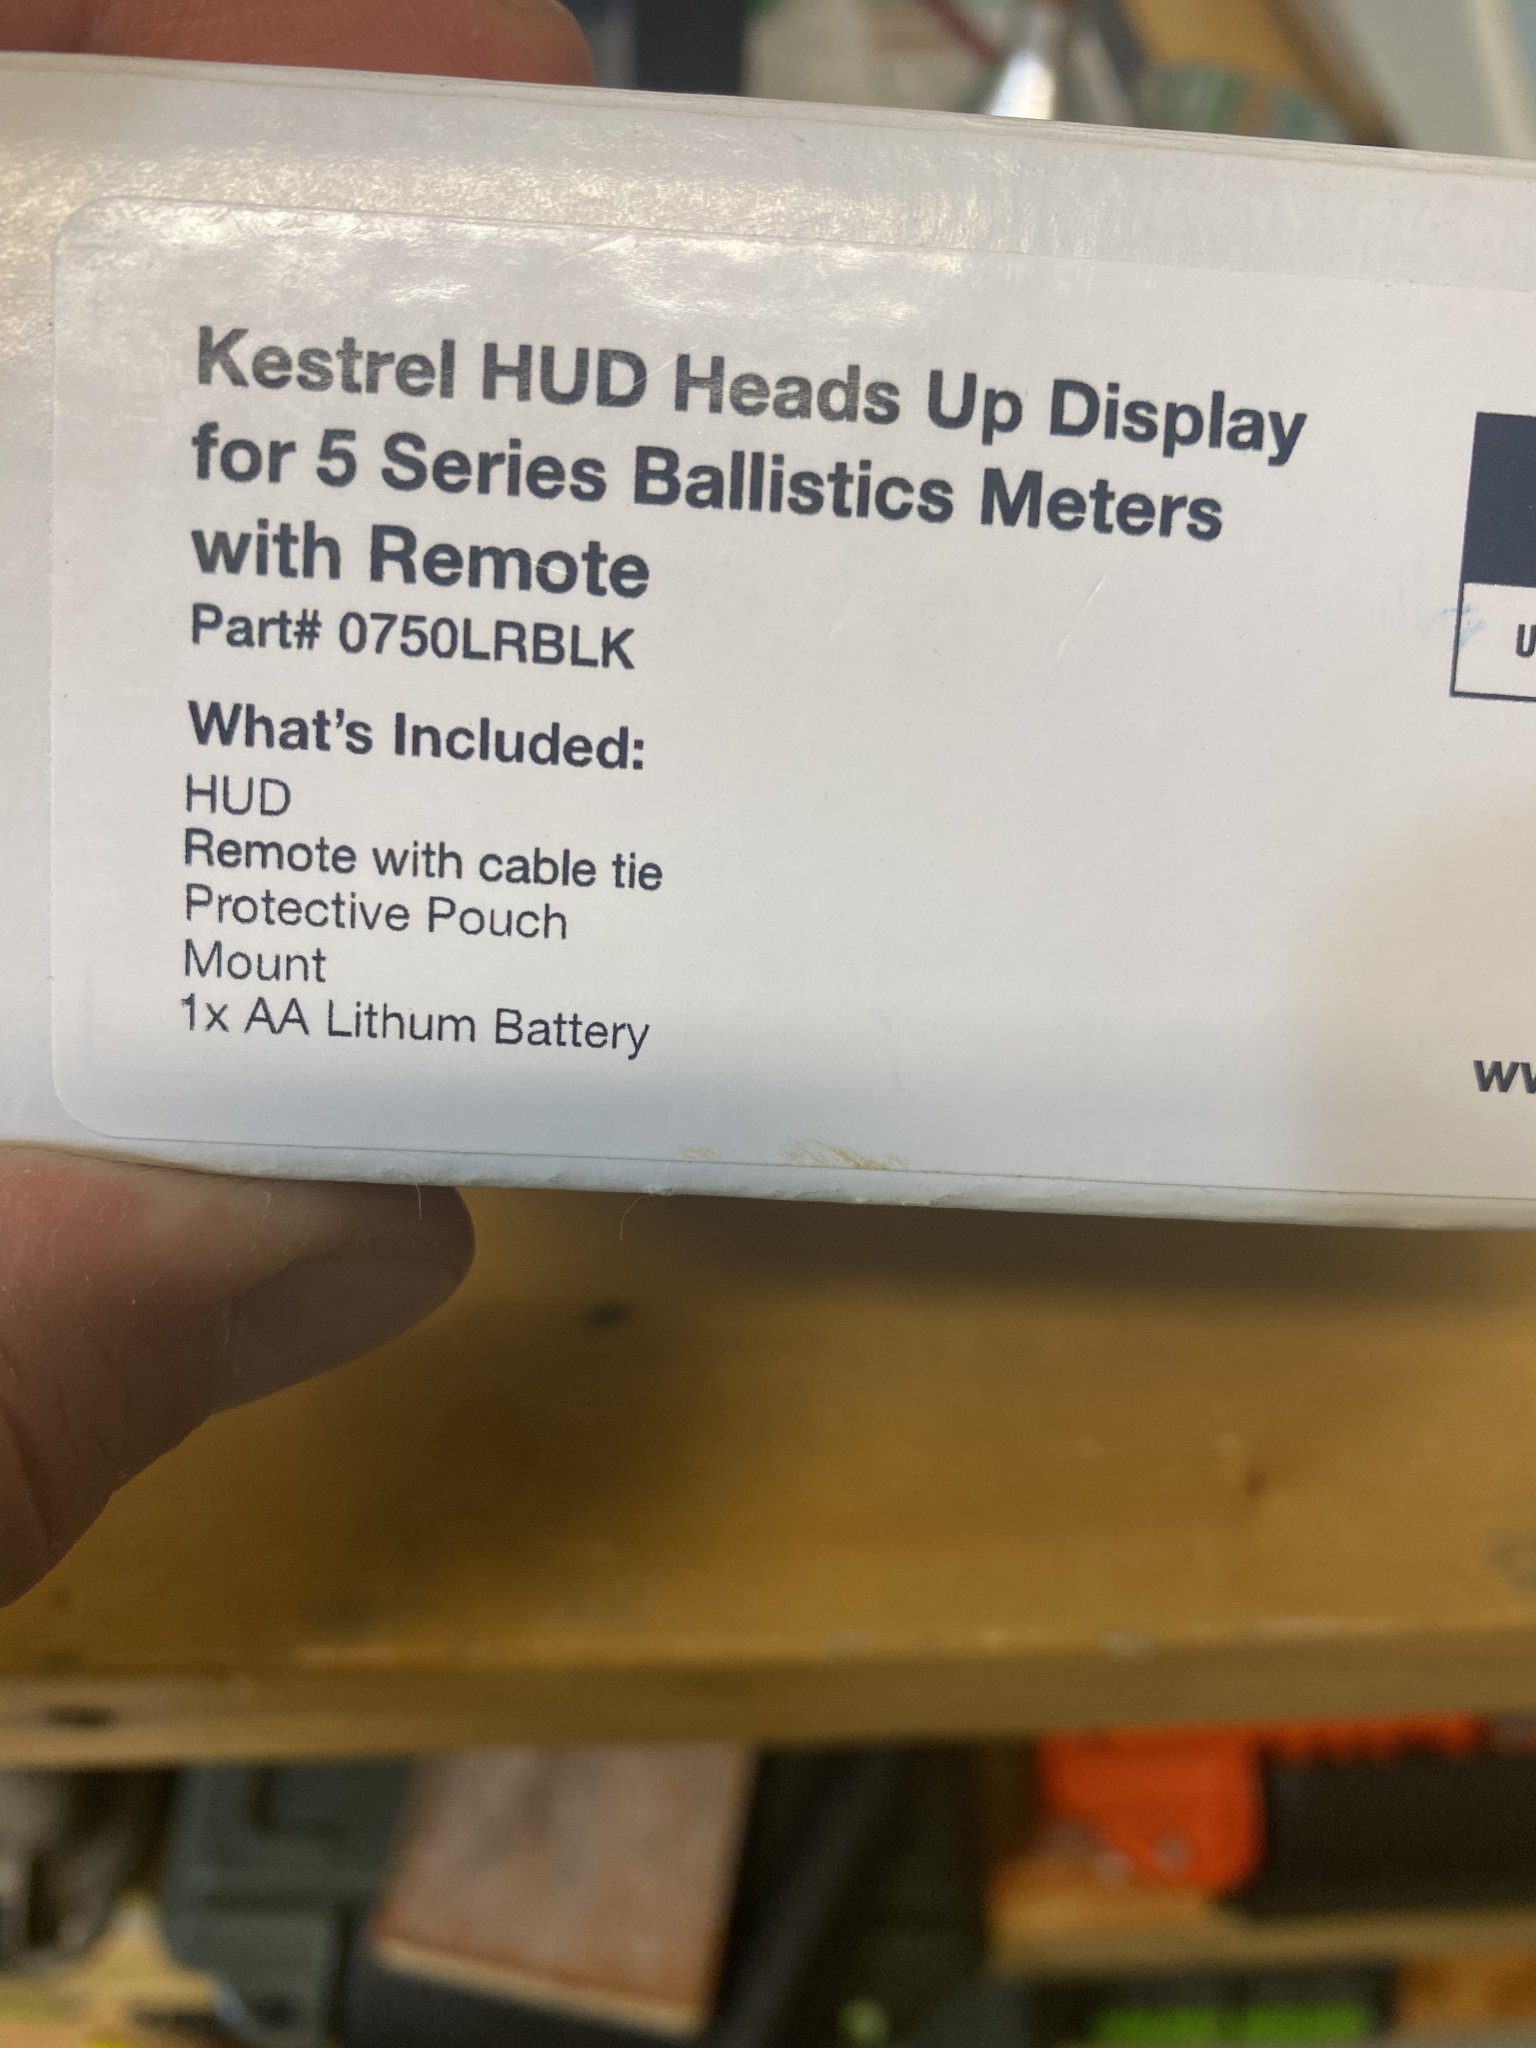 Kestrel HUD Heads Up Display
for 5 Series Ballistics Meters
with Remote
Part# 0750LRBLK
What's Included:
HUD
Remote with cable tie
Protective Pouch
Mount
1x AA Lithum Battery